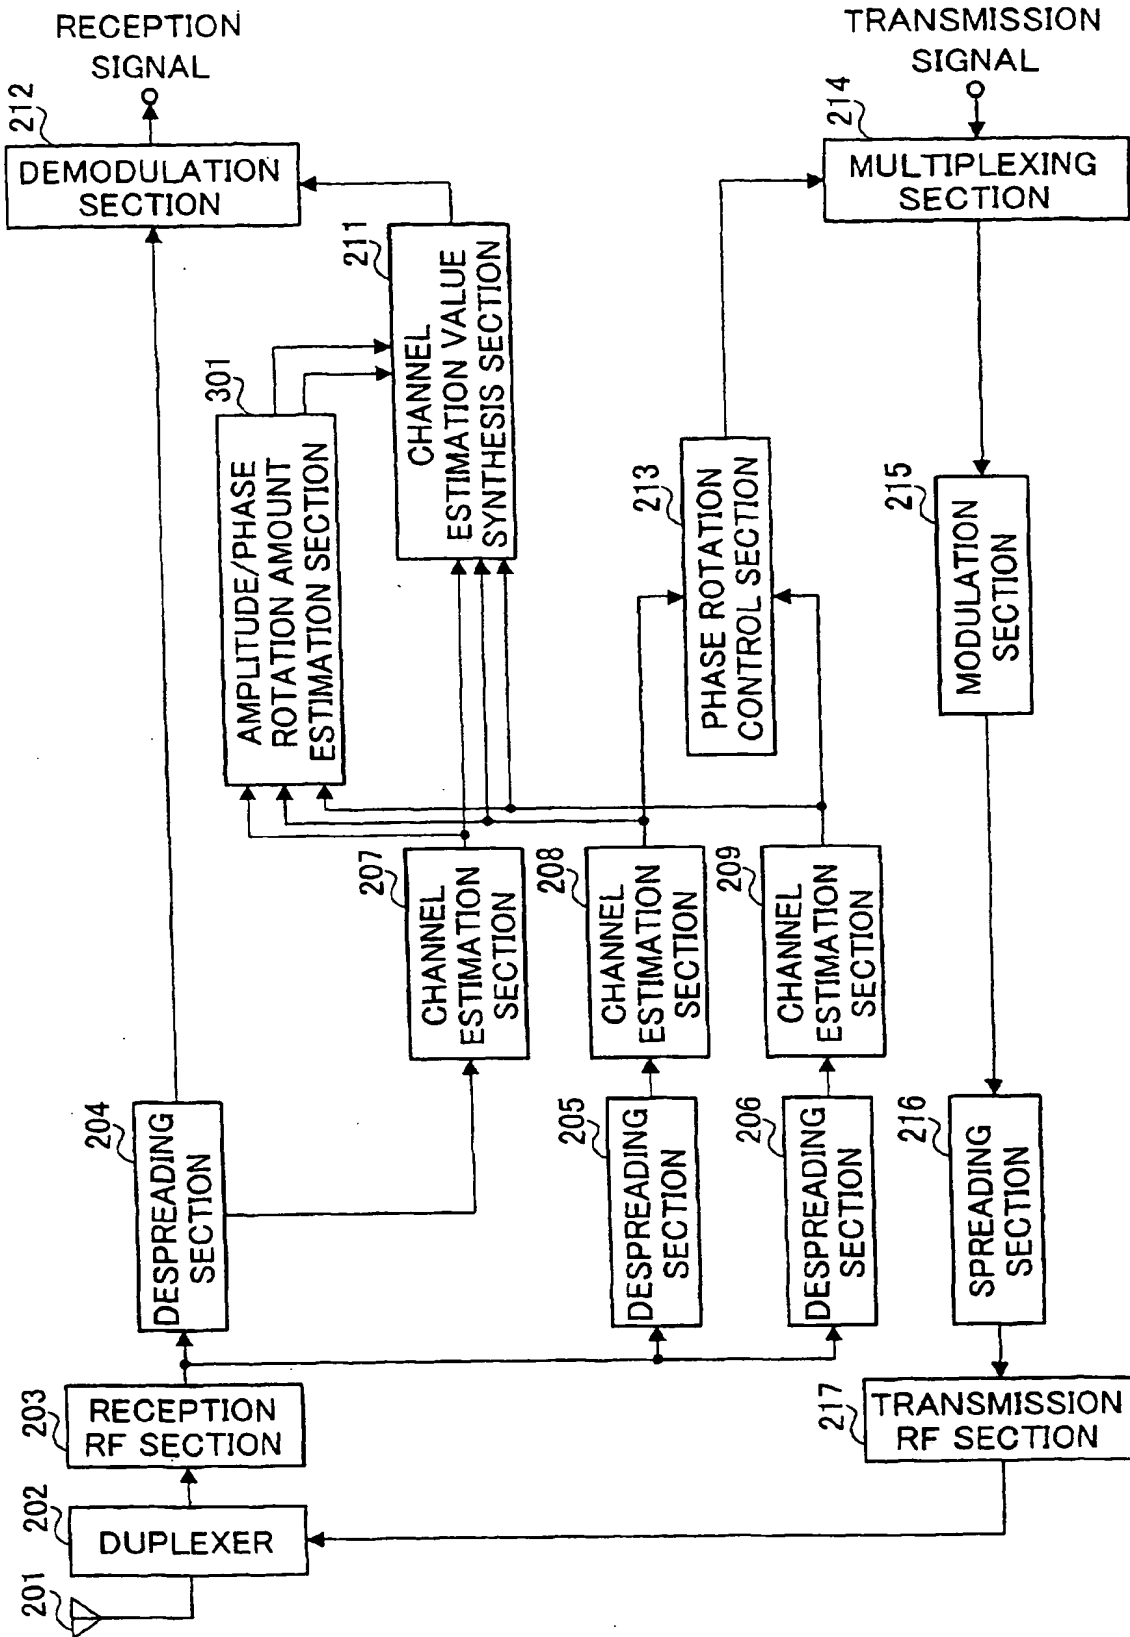 RECEPTION
SIGNAL
212
DEMODULATION
SECTION
TRANSMISSION
SIGNAL
214
MULTIPLEXING
SECTION
211
CHANNEL
ESTIMATION VALUE
SYNTHESIS SECTION
301
AMPLITUDE/PHASE
ROTATION AMOUNT
ESTIMATION SECTION
213
PHASE ROTATION
CONTROL SECTION
215
MODULATION
SECTION
207
CHANNEL
ESTIMATION
SECTION
208
CHANNEL
ESTIMATION
SECTION
209
CHANNEL
ESTIMATION
SECTION
204
DESPREADING
SECTION
205
DESPREADING
SECTION
206
DESPREADING
SECTION
216
SPREADING
SECTION
203
RECEPTION
RF SECTION
217
TRANSMISSION
RF SECTION
202
DUPLEXER
201